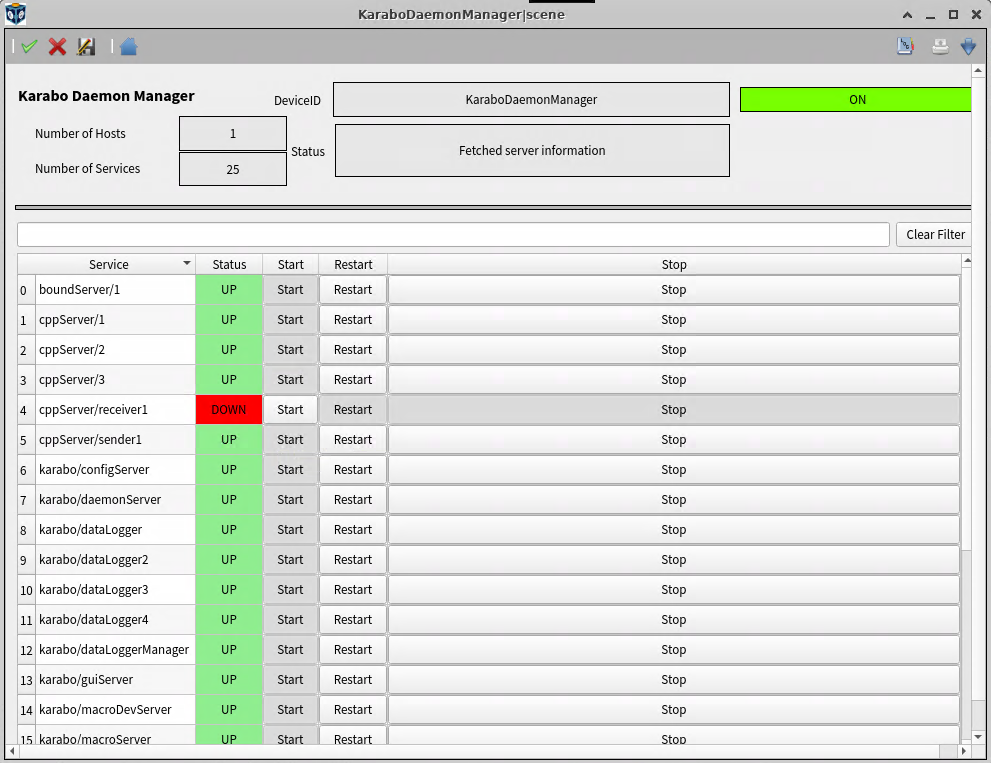 KaraboDaemonManager|scene
Karabo Daemon Manager
DeviceID
KaraboDaemonManager
ON
Number of Hosts
1
Status
Fetched server information
Number of Services
25
Clear Filter
Service Status Start Restart Stop
0 boundServer/1 UP Start Restart Stop
1 cppServer/1 UP Start Restart Stop
2 cppServer/2 UP Start Restart Stop
3 cppServer/3 UP Start Restart Stop
4 cppServer/receiver1 DOWN Start Restart Stop
5 cppServer/sender1 UP Start Restart Stop
6 karabo/configServer UP Start Restart Stop
7 karabo/daemonServer UP Start Restart Stop
8 karabo/dataLogger UP Start Restart Stop
9 karabo/dataLogger2 UP Start Restart Stop
10 karabo/dataLogger3 UP Start Restart Stop
11 karabo/dataLogger4 UP Start Restart Stop
12 karabo/dataLoggerManager UP Start Restart Stop
13 karabo/guiServer UP Start Restart Stop
14 karabo/macroDevServer UP Start Restart Stop
15 karabo/macroServer UP Start Restart Stop